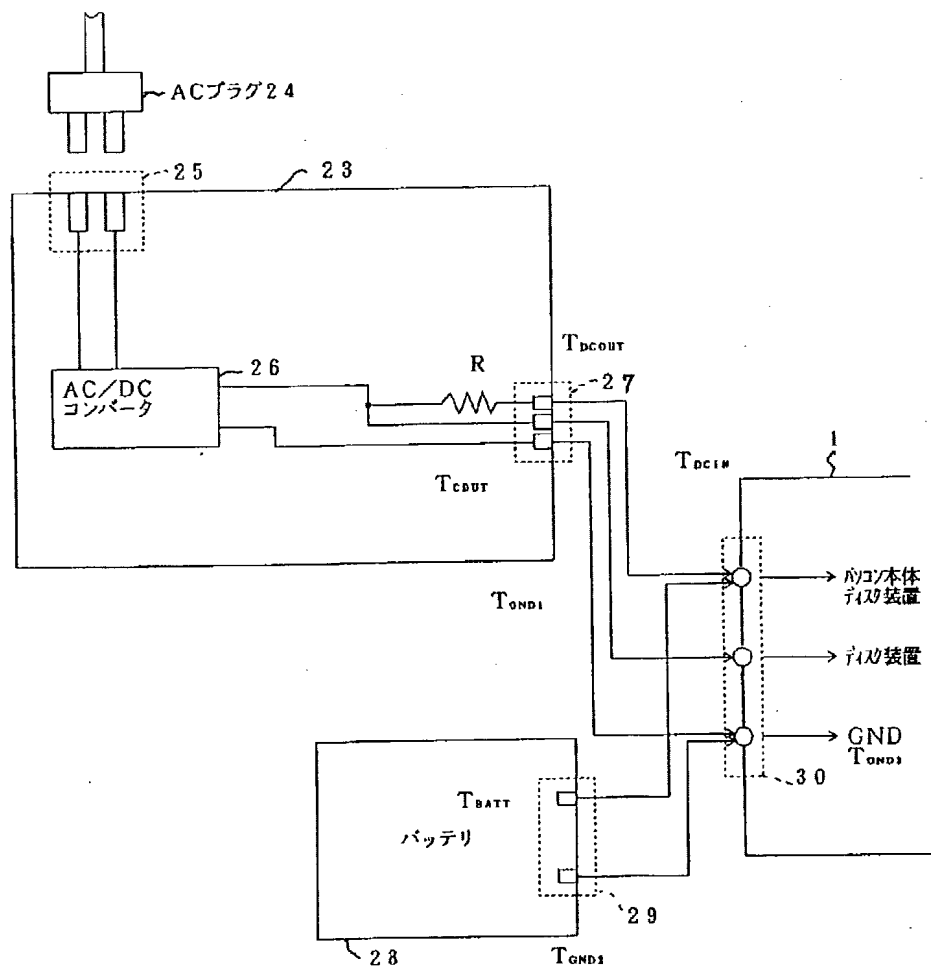 ACプラグ24
25
23
AC/DC
コンバータ
26
R
TDCOUT
27
TCOUT
TGND1
TDCIN
1
パソコン本体
ディスク装置
ディスク装置
GND
TGND3
30
TBATT
バッテリ
29
28
TGND2